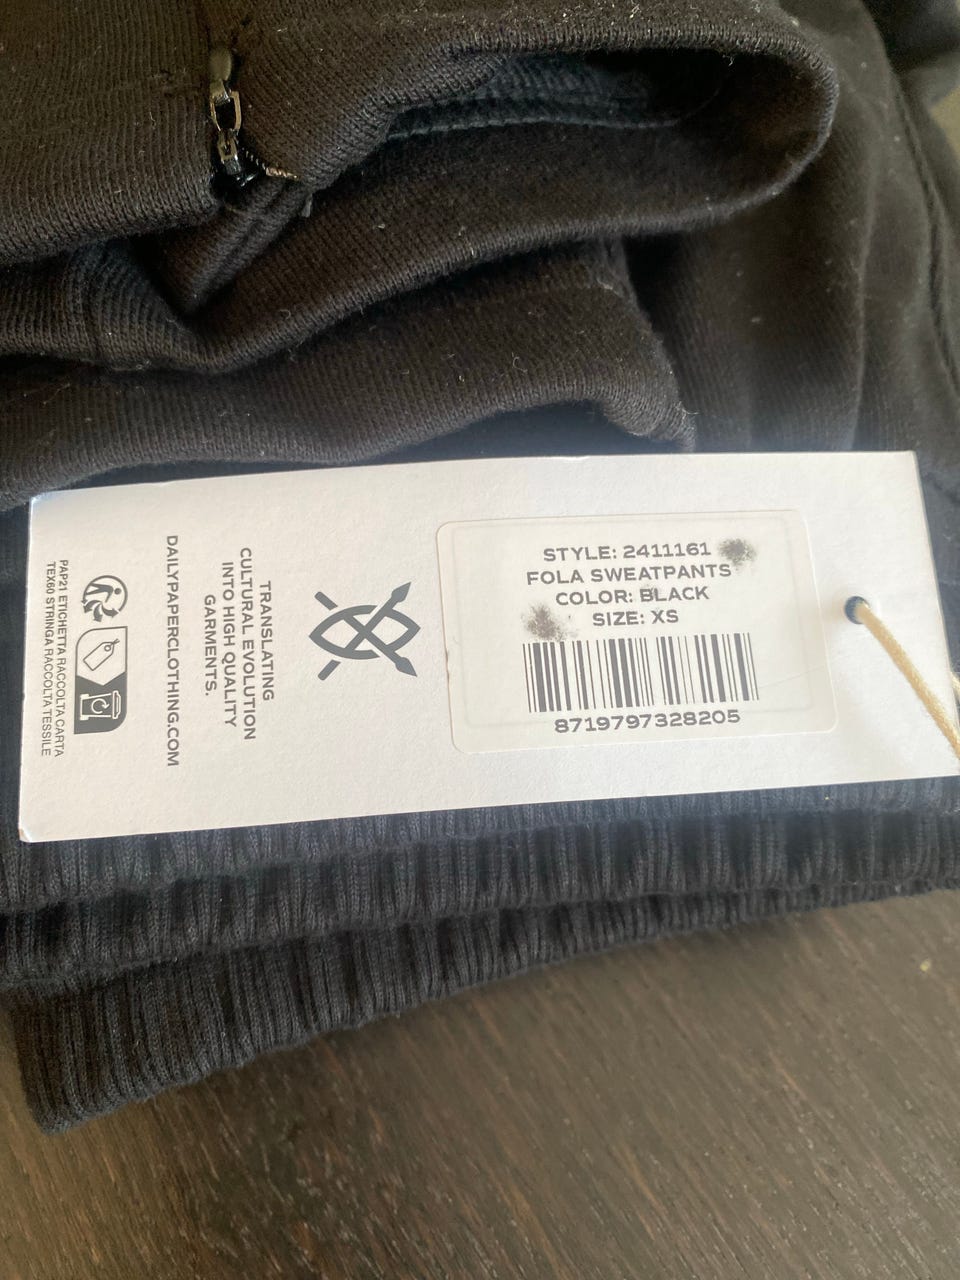 STYLE: 2411161
FOLA SWEATPANTS
COLOR: BLACK
SIZE: XS
8719797328205
TRANSLATING
CULTURAL EVOLUTION
INTO HIGH QUALITY
GARMENTS.
DAILYPAPERCLOTHING.COM
PAP21 ETICHETTA RACCOLTA CARTA
TEX60 STRINGA RACCOLTA TESSILE